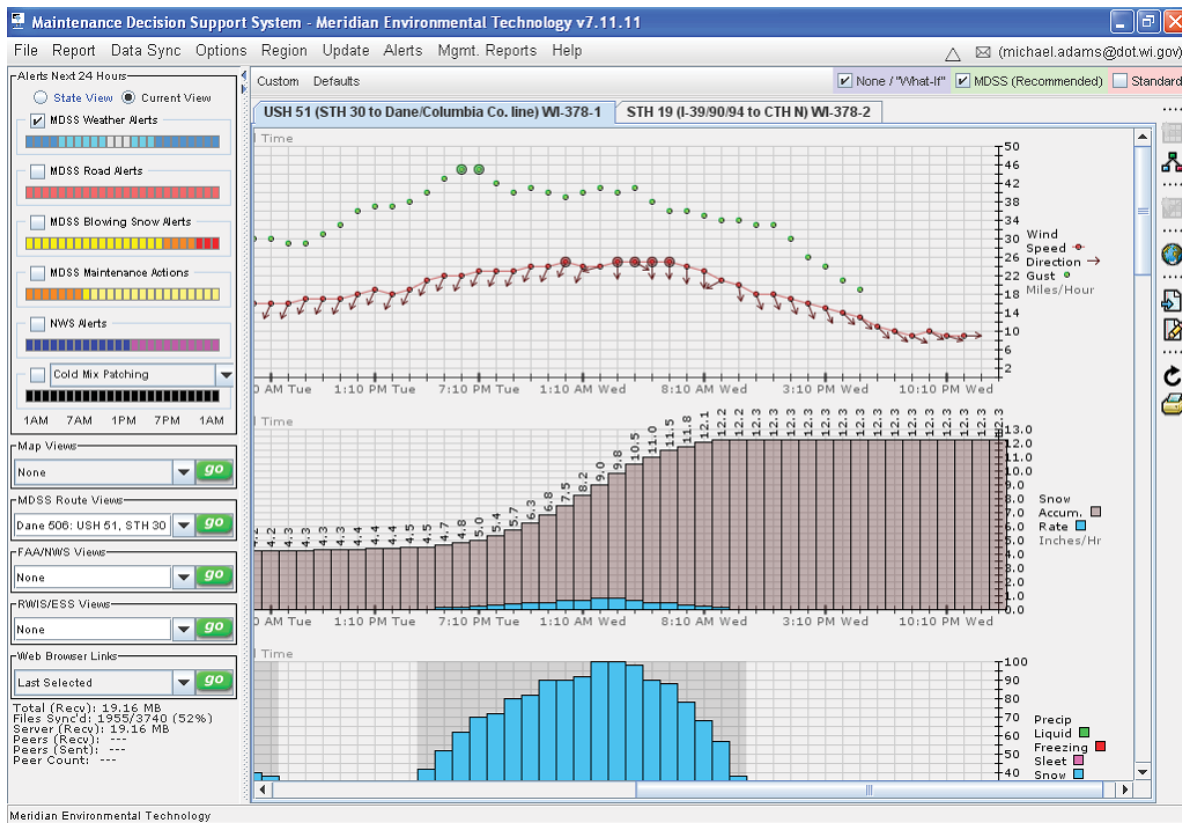 Maintenance Decision Support System - Meridian Environmental Technology v7.11.11
File Report Data Sync Options Region Update Alerts Mgmt. Reports Help
(michael.adams@dot.wi.gov)
Alerts Next 24 Hours
State View Current View
MDSS Weather Alerts
MDSS Road Alerts
MDSS Blowing Snow Alerts
MDSS Maintenance Actions
NWS Alerts
Cold Mix Patching
1AM 7AM 1PM 7PM 1AM
Map Views
None go
MDSS Route Views
Dane 506: USH 51, STH 30 go
FAA/NWS Views
None go
RWIS/ESS Views
None go
Web Browser Links
Last Selected go
Total (Recv): 19.16 MB
Files Sync'd: 1955/3740 (52%)
Server (Recv): 19.16 MB
Peers (Recv): ---
Peers (Sent): ---
Peer Count: ---
Custom Defaults
None / "What-If" MDSS (Recommended) Standard
USH 51 (STH 30 to Dane/Columbia Co. line) WI-378-1 STH 19 (I-39/90/94 to CTH N) WI-378-2
Time
50
46
42
38
34
30
26
22
18
14
10
6
2
Wind
Speed
Direction
Gust
Miles/Hour
0 AM Tue 1:10 PM Tue 7:10 PM Tue 1:10 AM Wed 8:10 AM Wed 3:10 PM Wed 10:10 PM Wed
Time
4.2 4.3 4.3 4.3 4.3 4.4 4.4 4.5 4.5 4.7 4.8 5.0 5.4 5.7 6.3 6.8 7.5 8.2 9.0 9.8 10.5 11.0 11.5 11.8 12.1 12.2 12.2 12.3 12.3 12.3 12.3 12.3 12.3 12.3 12.3 12.3 12.3 12.3 12.3 12.3 12.3
13.0
12.0
11.0
10.0
9.0
8.0
7.0
6.0
5.0
4.0
3.0
2.0
1.0
0.0
Snow
Accum.
Rate
Inches/Hr
0 AM Tue 1:10 PM Tue 7:10 PM Tue 1:10 AM Wed 8:10 AM Wed 3:10 PM Wed 10:10 PM Wed
Time
100
90
80
70
60
50
40
Precip
Liquid
Freezing
Sleet
Snow
Meridian Environmental Technology